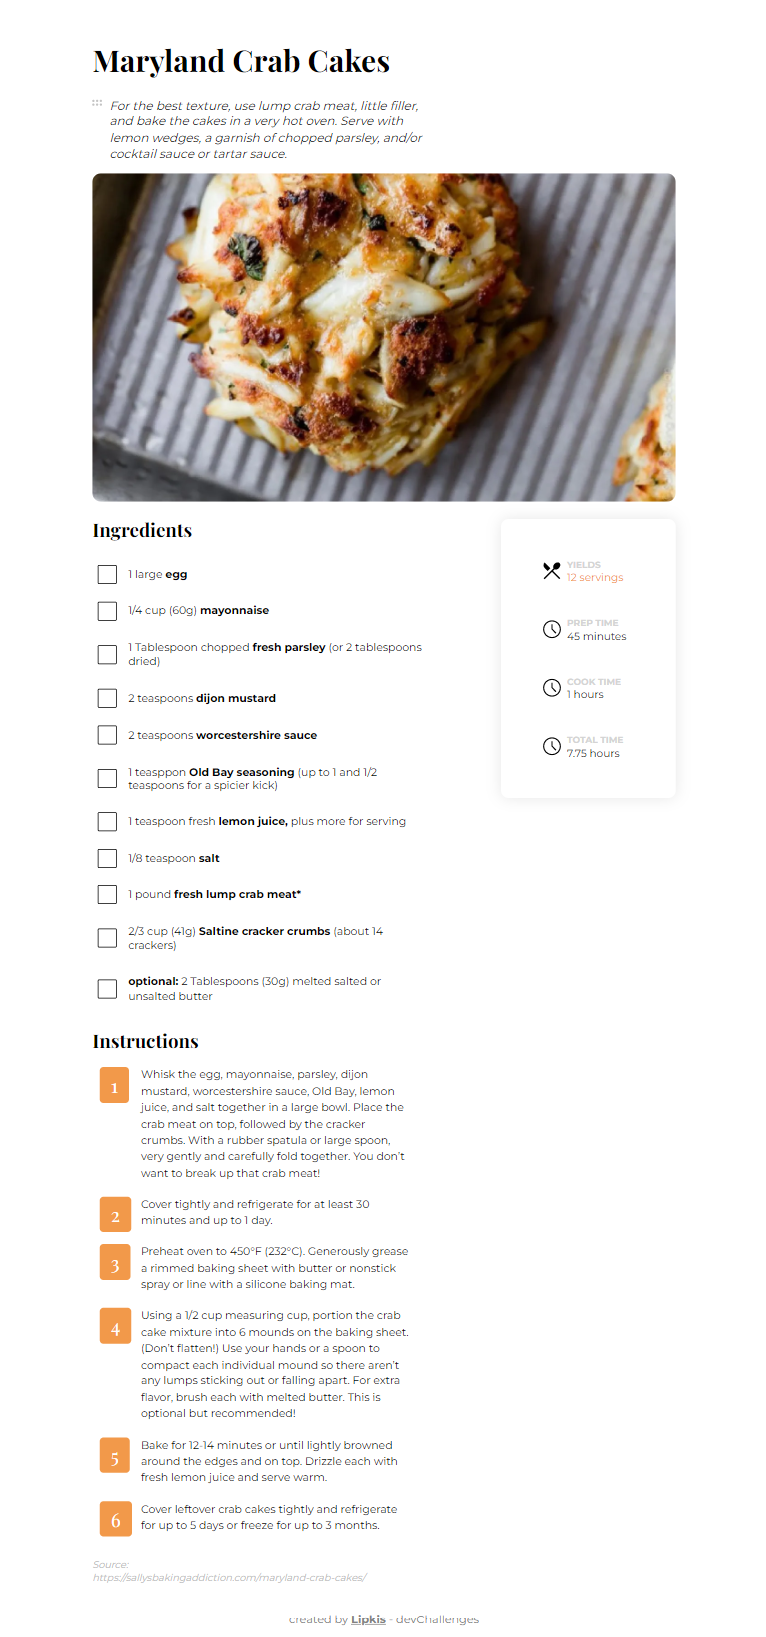 Maryland Crab Cakes
For the best texture, use lump crab meat, little filler,
and bake the cakes in a very hot oven. Serve with
lemon wedges, a garnish of chopped parsley, and/or
cocktail sauce or tartar sauce.
Ingredients
1 large egg
1/4 cup (60g) mayonnaise
1 Tablespoon chopped fresh parsley (or 2 tablespoons
dried)
2 teaspoons dijon mustard
2 teaspoons worcestershire sauce
1 teasppon Old Bay seasoning (up to 1 and 1/2
teaspoons for a spicier kick)
1 teaspoon fresh lemon juice, plus more for serving
1/8 teaspoon salt
1 pound fresh lump crab meat*
2/3 cup (41g) Saltine cracker crumbs (about 14
crackers)
optional: 2 Tablespoons (30g) melted salted or
unsalted butter
YIELDS
12 servings
PREP TIME
45 minutes
COOK TIME
1 hours
TOTAL TIME
7.75 hours
Instructions
1
Whisk the egg, mayonnaise, parsley, dijon
mustard, worcestershire sauce, Old Bay, lemon
juice, and salt together in a large bowl. Place the
crab meat on top, followed by the cracker
crumbs. With a rubber spatula or large spoon,
very gently and carefully fold together. You don't
want to break up that crab meat!
2
Cover tightly and refrigerate for at least 30
minutes and up to 1 day.
3
Preheat oven to 450°F (232°C). Generously grease
a rimmed baking sheet with butter or nonstick
spray or line with a silicone baking mat.
4
Using a 1/2 cup measuring cup, portion the crab
cake mixture into 6 mounds on the baking sheet.
(Don't flatten!) Use your hands or a spoon to
compact each individual mound so there aren't
any lumps sticking out or falling apart. For extra
flavor, brush each with melted butter. This is
optional but recommended!
5
Bake for 12-14 minutes or until lightly browned
around the edges and on top. Drizzle each with
fresh lemon juice and serve warm.
6
Cover leftover crab cakes tightly and refrigerate
for up to 5 days or freeze for up to 3 months.
Source:
https://sallysbakingaddiction.com/maryland-crab-cakes/
created by Lipkis - devChallenges